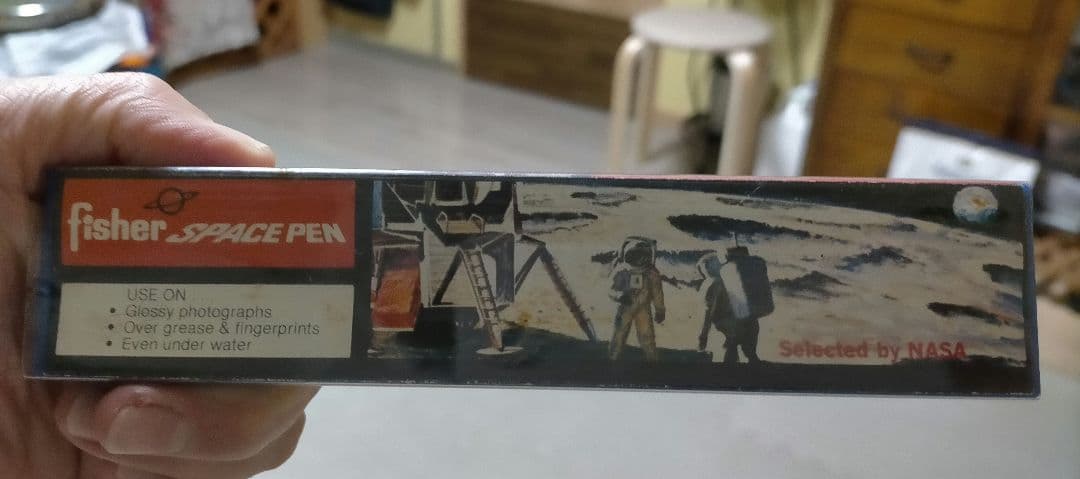 fisher SPACE PEN
USE ON
• Glossy photographs
• Over grease & fingerprints
• Even under water
Selected by NASA